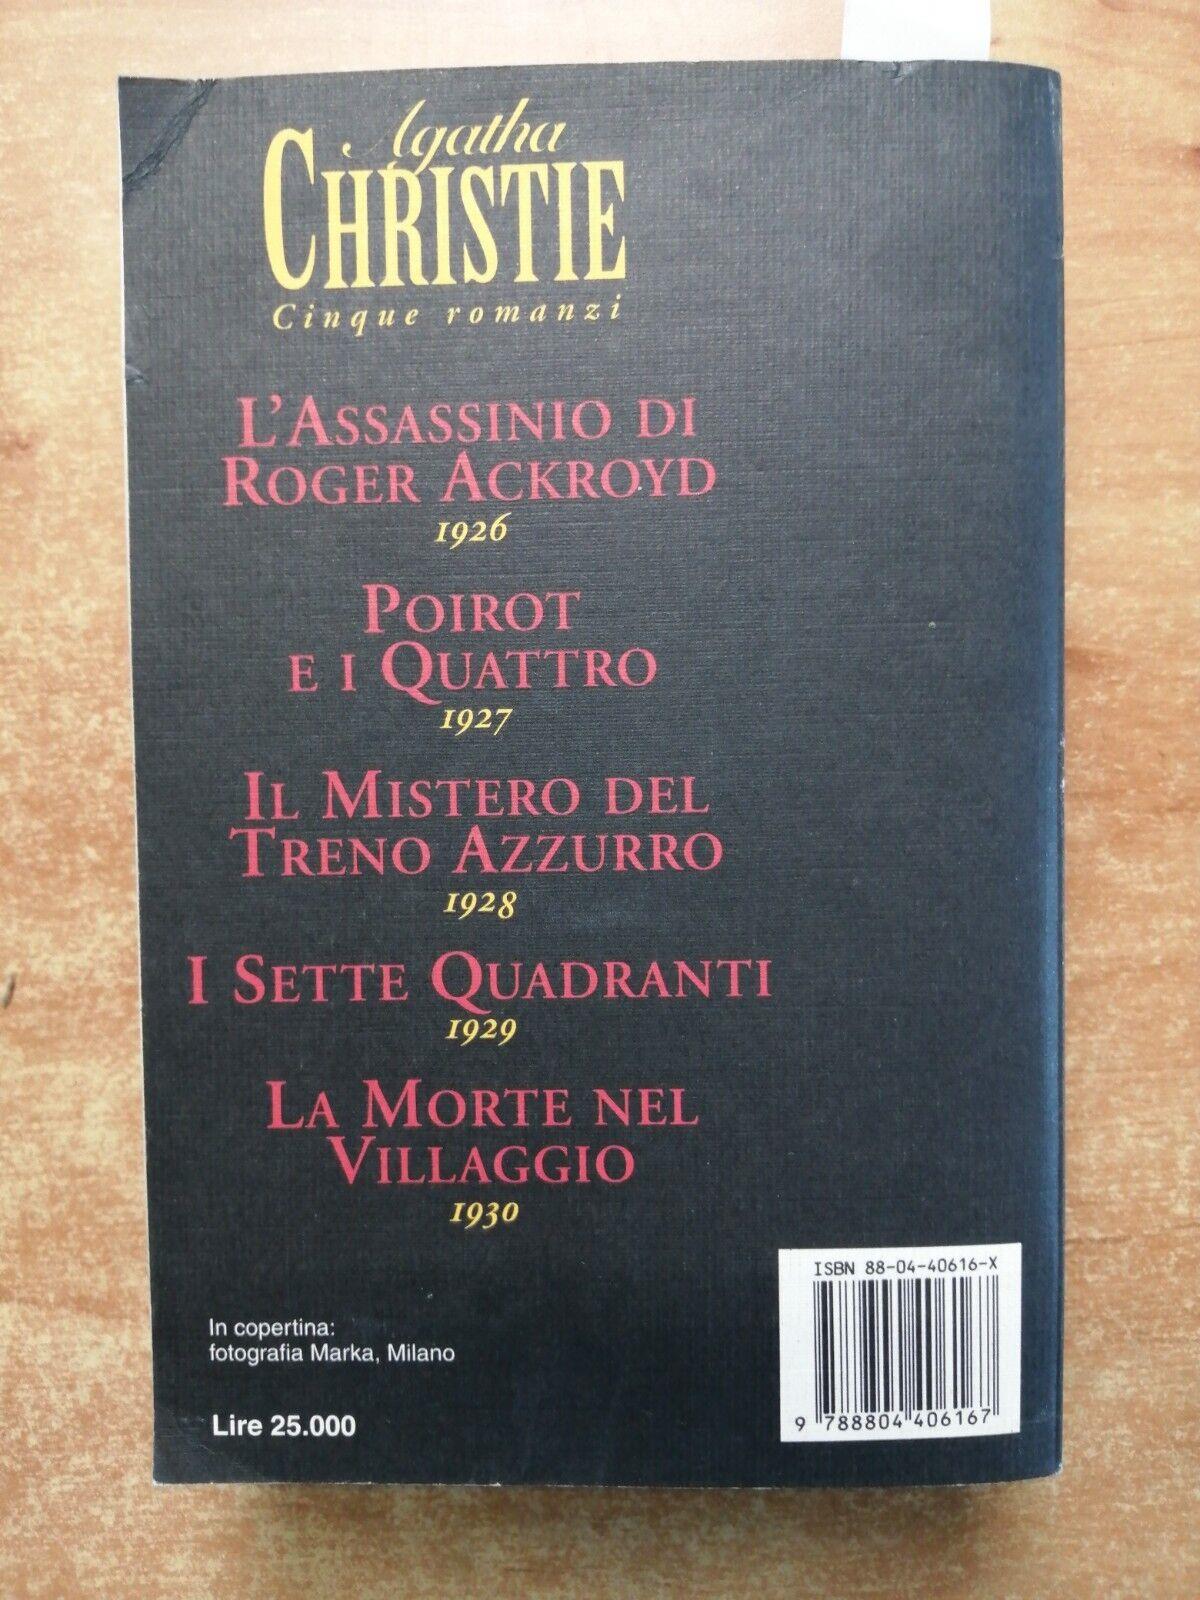 Agatha
CHRISTIE
Cinque romanzi
L'ASSASSINIO DI
ROGER ACKROYD
1926
POIROT
E I QUATTRO
1927
IL MISTERO DEL
TRENO AZZURRO
1928
I SETTE QUADRANTI
1929
LA MORTE NEL
VILLAGGIO
1930
ISBN 88-04-40616-X
9 788804 406167
In copertina:
fotografia Marka, Milano
Lire 25.000